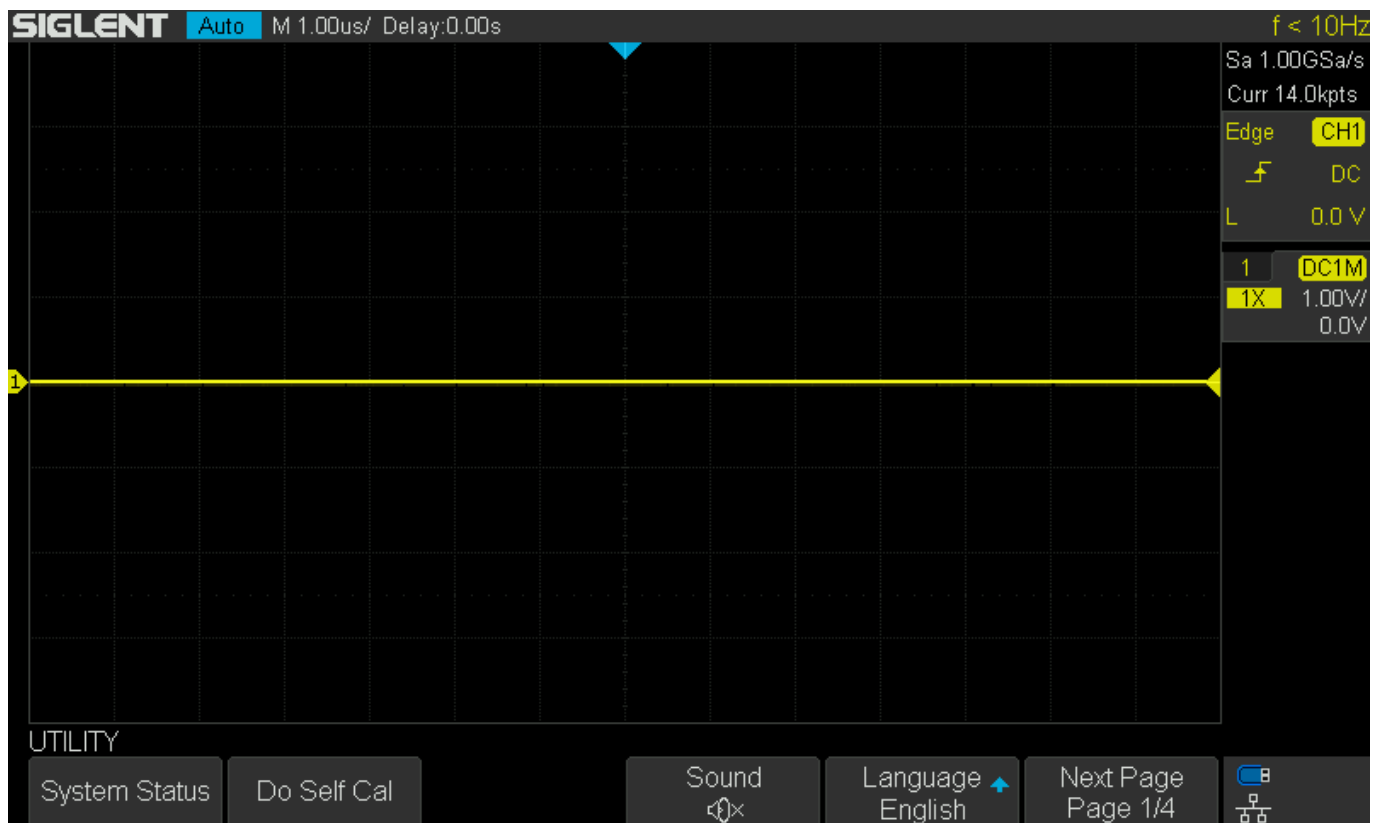 SIGLENT Auto M 1.00us/ Delay:0.00s f < 10Hz
Sa 1.00GSa/s
Curr 14.0kpts
Edge CH1
DC
L 0.0 V
1 DC1M
1X 1.00V/
0.0V
1
UTILITY
System Status Do Self Cal Sound Language Next Page
English Page 1/4